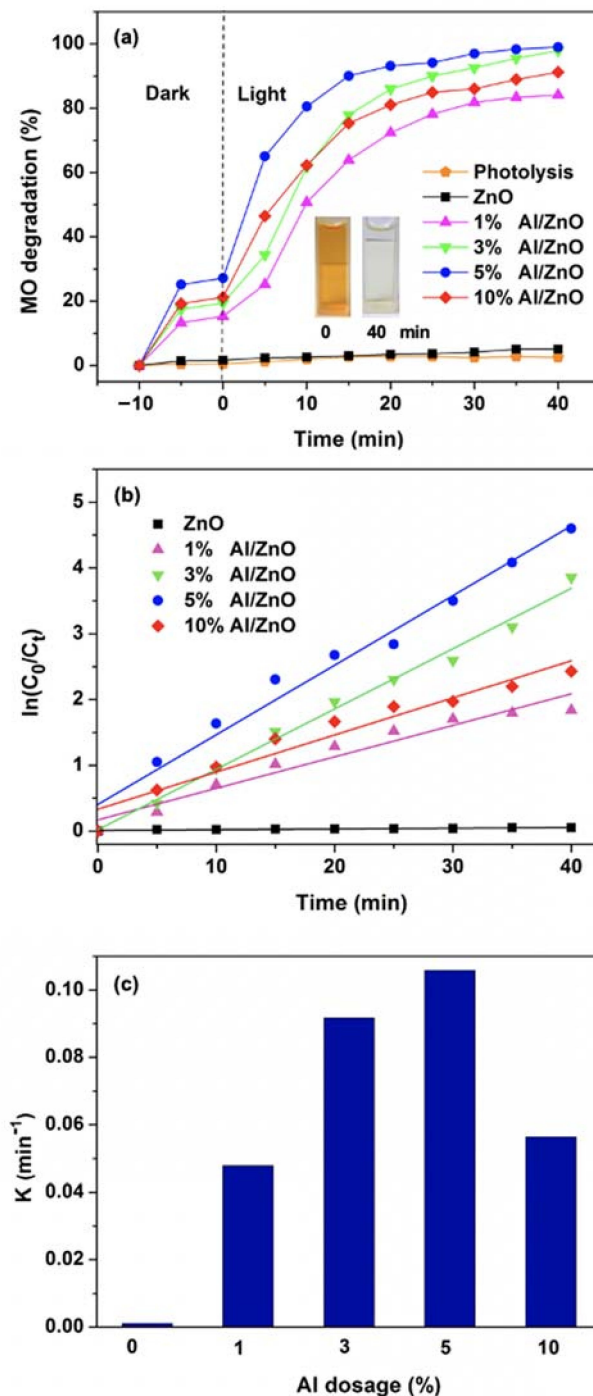 (a)
MO degradation (%)
100
80
60
40
20
0
Dark
Light
Photolysis
ZnO
1% Al/ZnO
3% Al/ZnO
5% Al/ZnO
10% Al/ZnO
0 40 min
−10 0 10 20 30 40
Time (min)
(b)
ln(C₀/Cₜ)
5
4
3
2
1
0
ZnO
1% Al/ZnO
3% Al/ZnO
5% Al/ZnO
10% Al/ZnO
0 10 20 30 40
Time (min)
(c)
K (min⁻¹)
0.10
0.08
0.06
0.04
0.02
0.00
0 1 3 5 10
Al dosage (%)